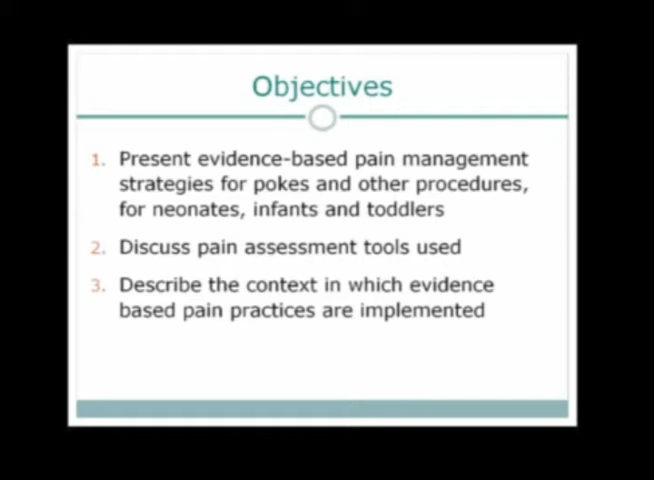 Objectives
1. Present evidence-based pain management
strategies for pokes and other procedures,
for neonates, infants and toddlers
2. Discuss pain assessment tools used
3. Describe the context in which evidence
based pain practices are implemented